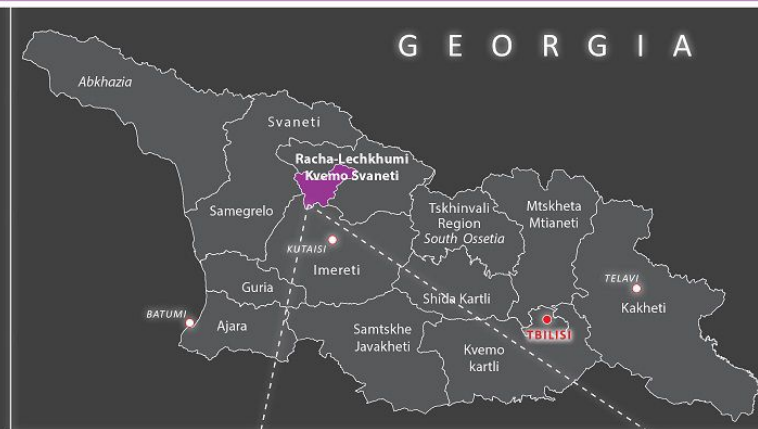 GEORGIA
Abkhazia
Svaneti
Racha-Lechkhumi
Kvemo Svaneti
Samegrelo
Tskhinvali
Region
South Ossetia
Mtskheta
Mtianeti
KUTAISI
Imereti
TELAVI
Kakheti
Guria
Shida Kartli
BATUMI
Ajara
TBILISI
Samtskhe
Javakheti
Kvemo
kartli